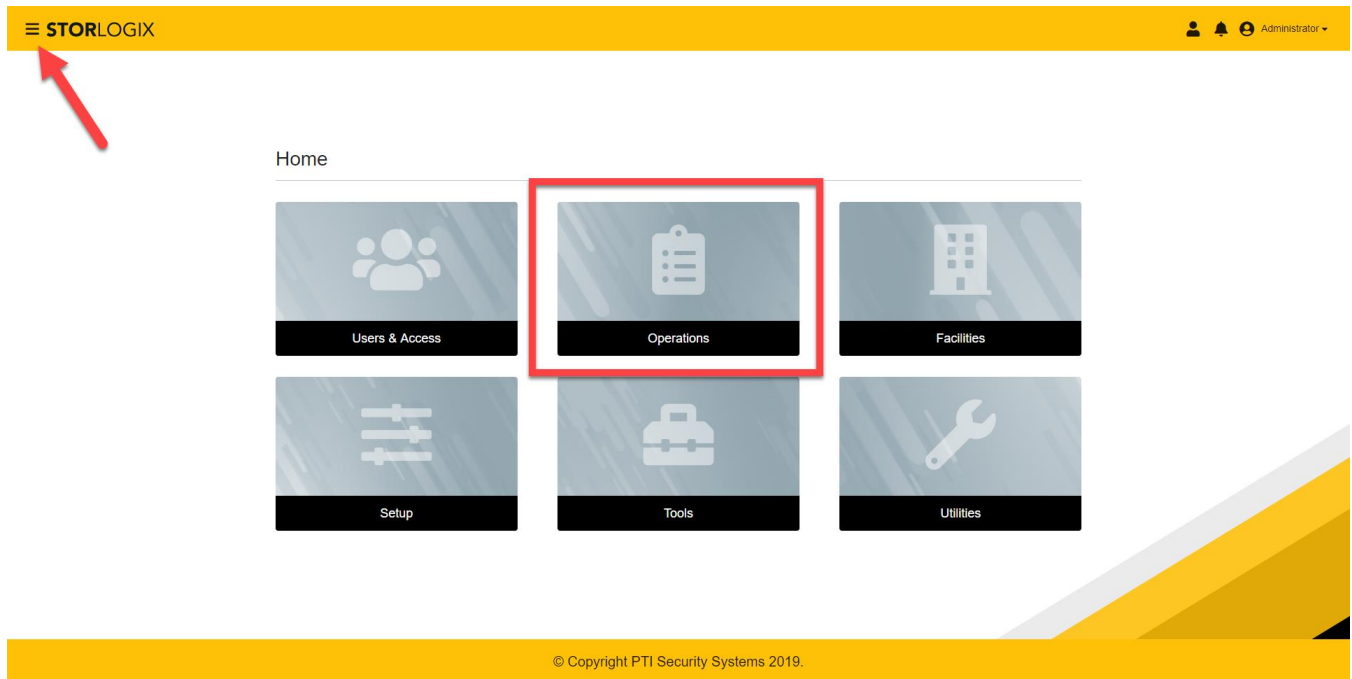 STORLOGIX
Administrator
Home
Users & Access
Operations
Facilities
Setup
Tools
Utilities
© Copyright PTI Security Systems 2019.